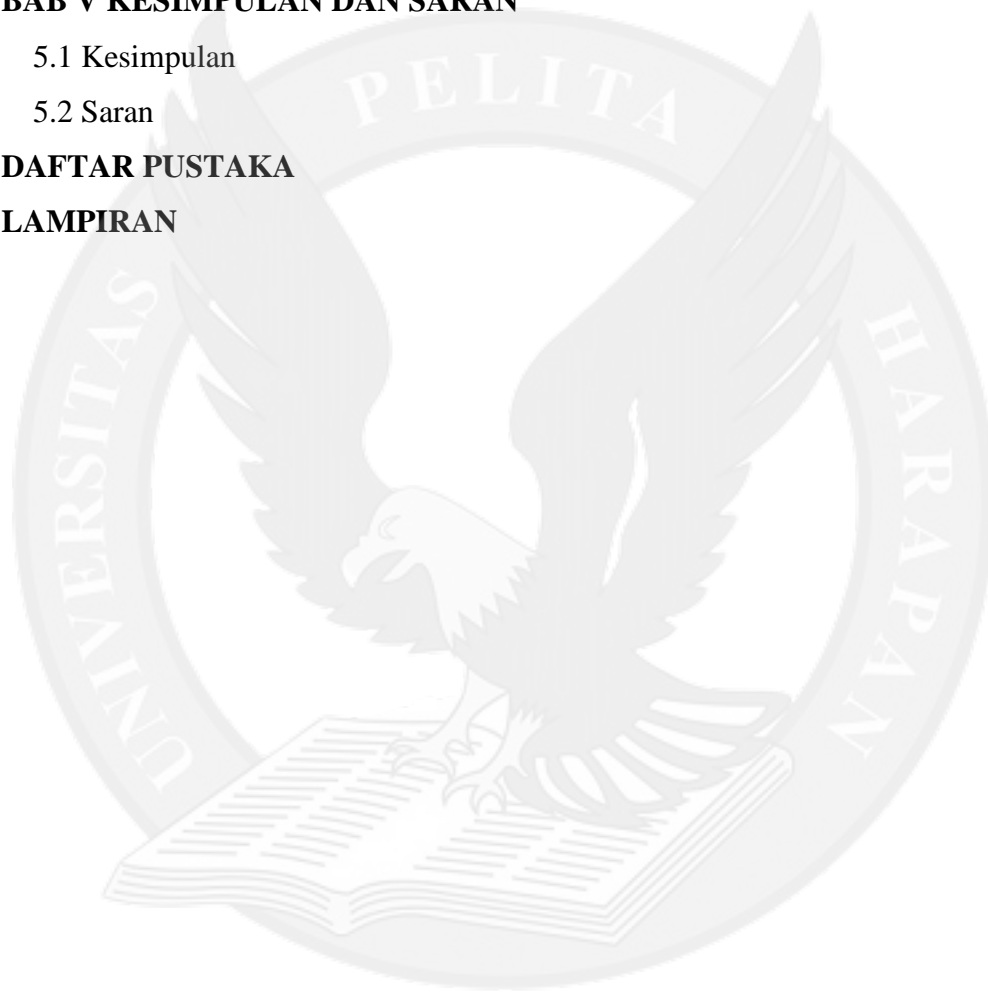 BAB V KESIMPULAN DAN SARAN
5.1 Kesimpulan
5.2 Saran
DAFTAR PUSTAKA
LAMPIRAN
UNIVERSITAS PELITA HARAPAN